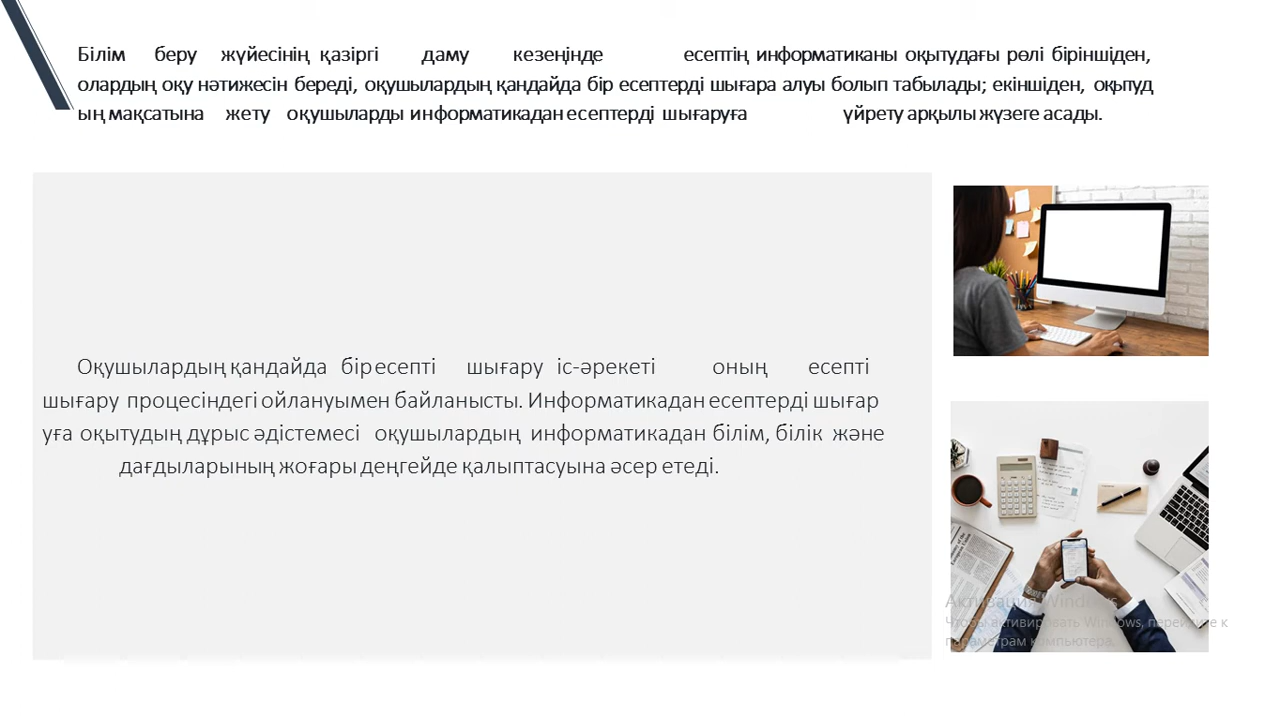 Білім беру жүйесінің қазіргі даму кезеңінде есептің информатиканы оқытудағы рөлі біріншіден,
олардың оқу нәтижесін береді, оқушылардың қандайда бір есептерді шығара алуы болып табылады; екіншіден, оқытуд
ың мақсатына жету оқушыларды информатикадан есептерді шығаруға үйрету арқылы жүзеге асады.
Оқушылардың қандайда бір есепті шығару іс-әрекеті оның есепті
шығару процесіндегі ойлануымен байланысты. Информатикадан есептерді шығар
уға оқытудың дұрыс әдістемесі оқушылардың информатикадан білім, білік және
дағдыларының жоғары деңгейде қалыптасуына әсер етеді.
Активация Windows
Чтобы активировать Windows, перейдите к
параметрам компьютера.